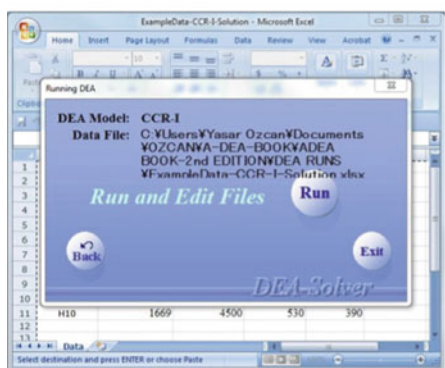 ExampleData-CCR-I-Solution - Microsoft Excel
Home Insert Page Layout Formulas Data Review View Acrobat
Running DEA
DEA Model: CCR-I
Data File: C:¥Users¥Yasar Ozcan¥Documents
¥OZCAN¥A-DEA-BOOK¥ADEA
BOOK-2nd EDITION¥DEA RUNS
¥ExampleData-CCR-I-Solution.xlsx
Run and Edit Files
Run
Back
Exit
DEA-Solver
1
2
3
4
5
6
7
8
9
10
11 H10 1669 4500 530 390
12
13
Data
Select destination and press ENTER or choose Paste